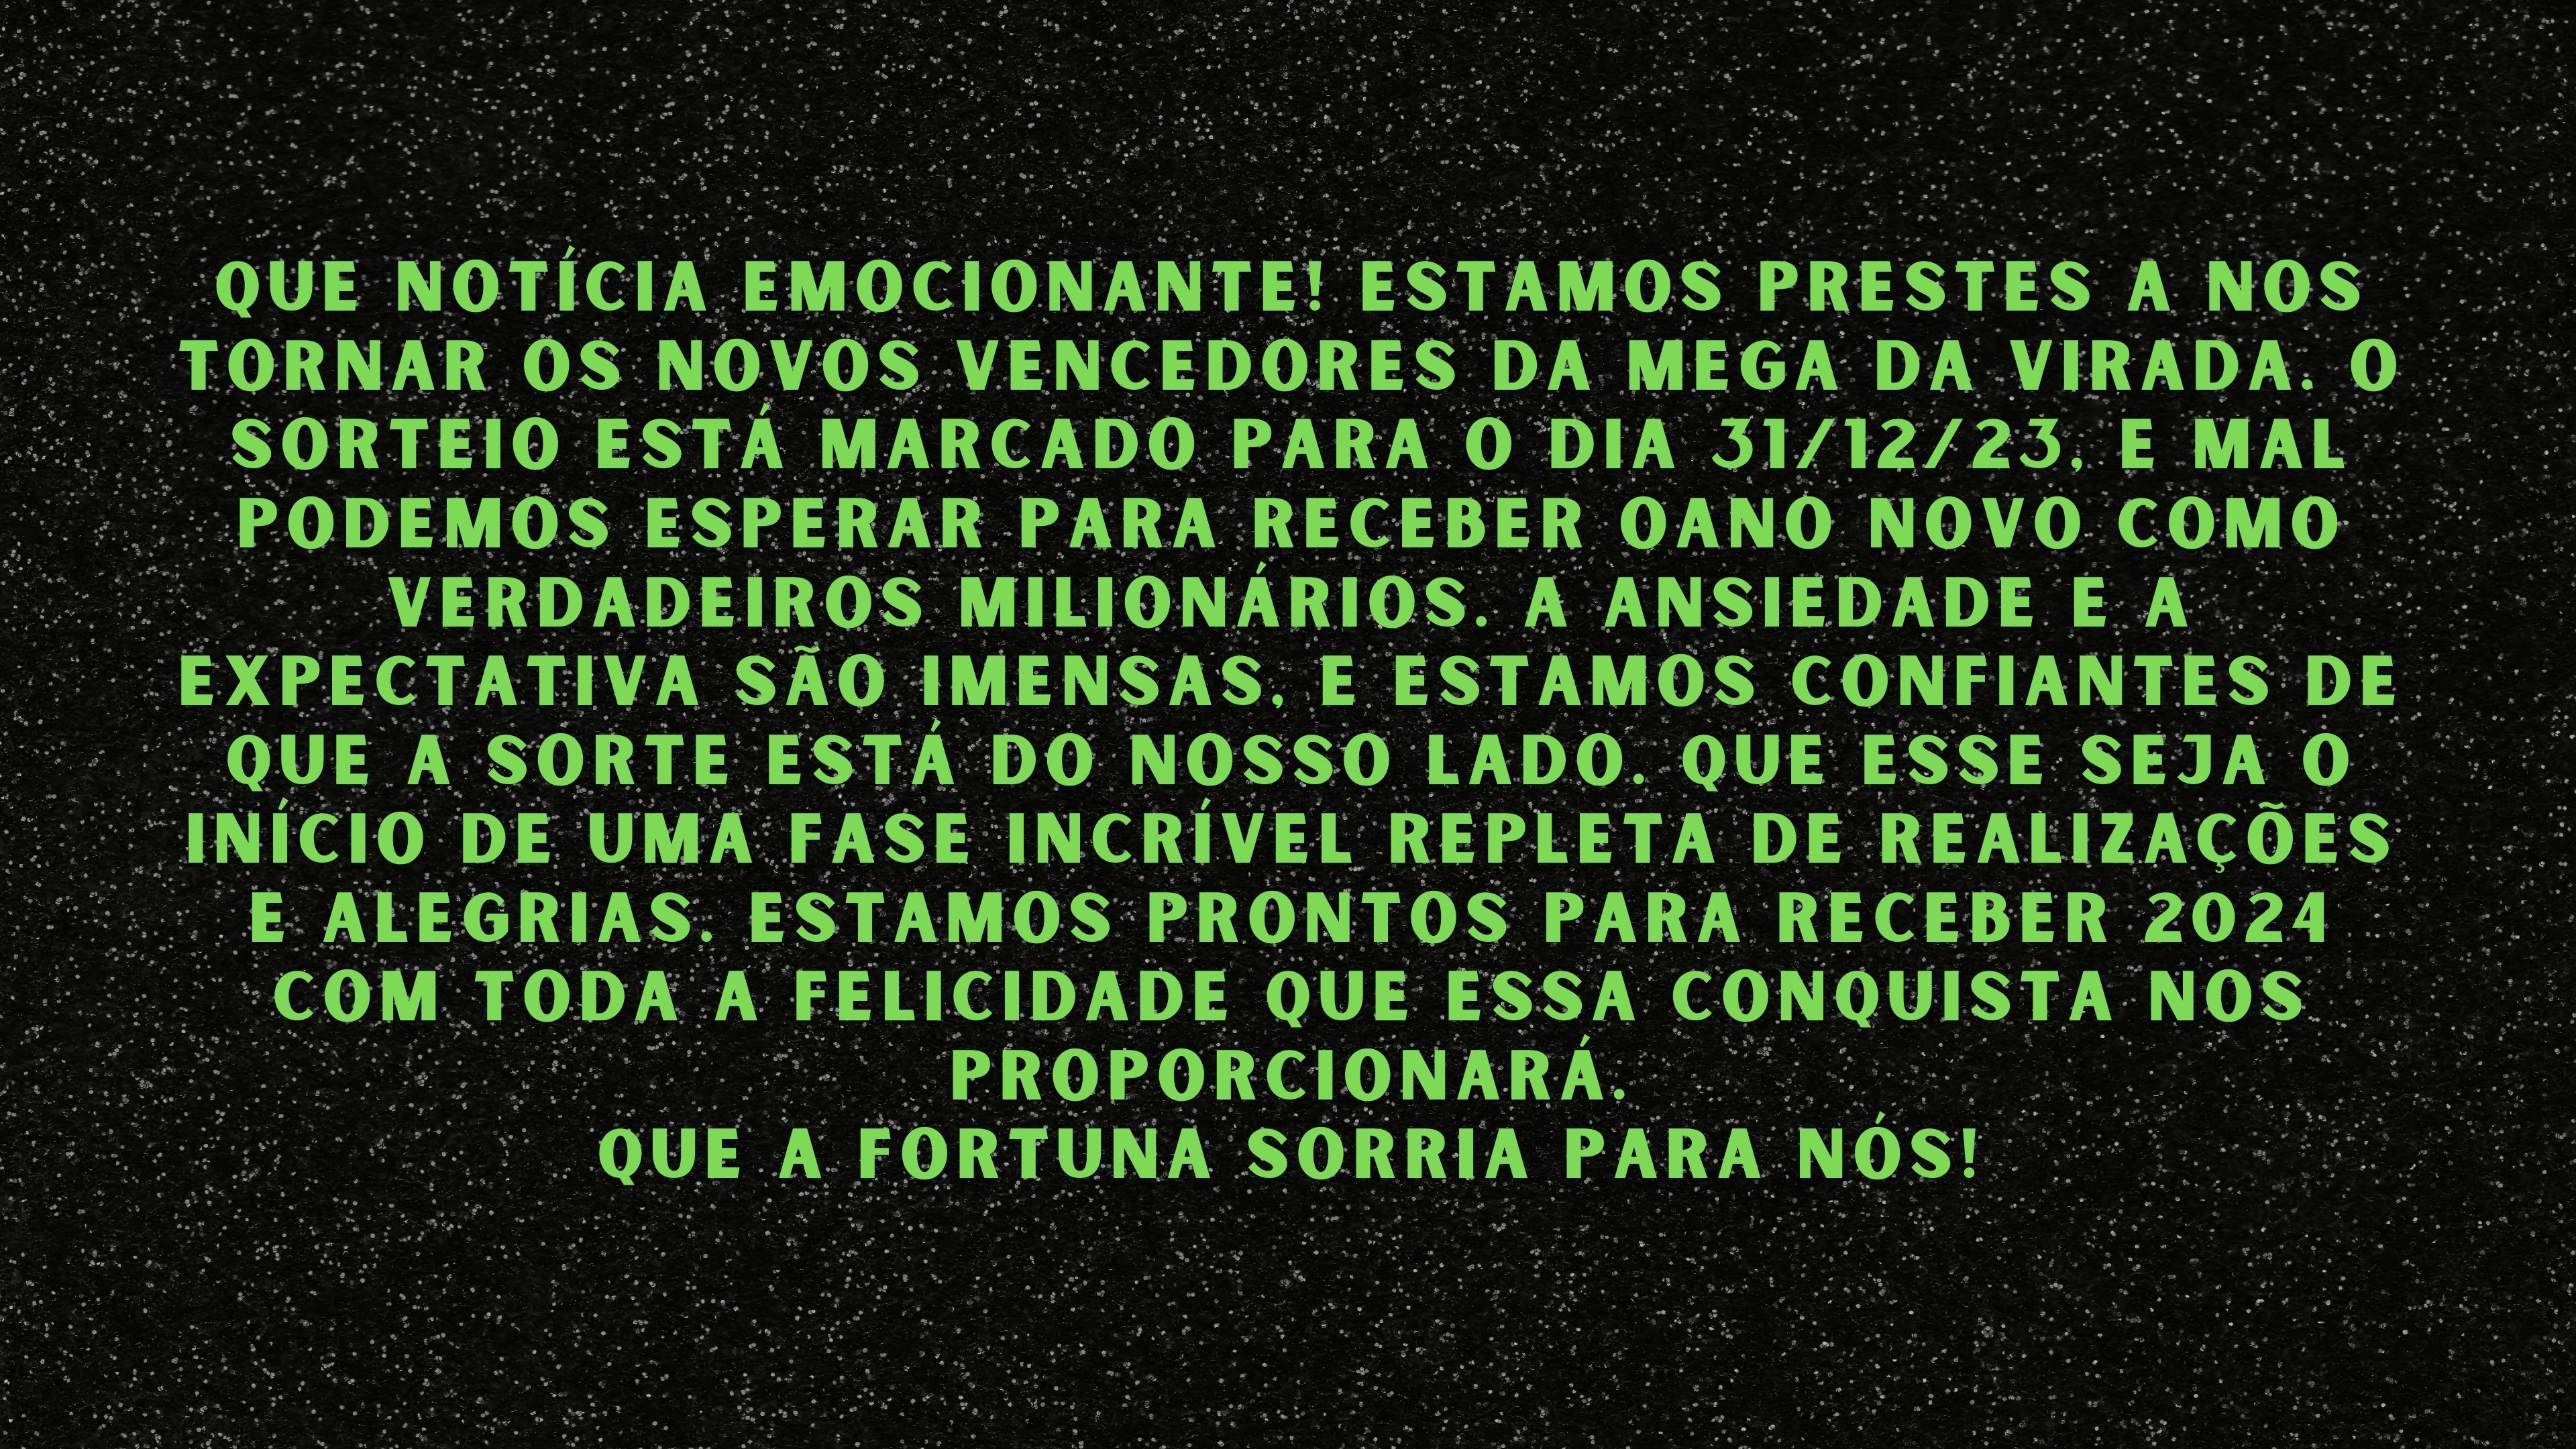 QUE NOTÍCIA EMOCIONANTE! ESTAMOS PRESTES A NOS
TORNAR OS NOVOS VENCEDORES DA MEGA DA VIRADA. O
SORTEIO ESTÁ MARCADO PARA O DIA 31/12/23, E MAL
PODEMOS ESPERAR PARA RECEBER OANO NOVO COMO
VERDADEIROS MILIONÁRIOS. A ANSIEDADE E A
EXPECTATIVA SÃO IMENSAS, E ESTAMOS CONFIANTES DE
QUE A SORTE ESTÁ DO NOSSO LADO. QUE ESSE SEJA O
INÍCIO DE UMA FASE INCRÍVEL REPLETA DE REALIZAÇÕES
E ALEGRIAS. ESTAMOS PRONTOS PARA RECEBER 2024
COM TODA A FELICIDADE QUE ESSA CONQUISTA NOS
PROPORCIONARÁ.
QUE A FORTUNA SORRIA PARA NÓS!